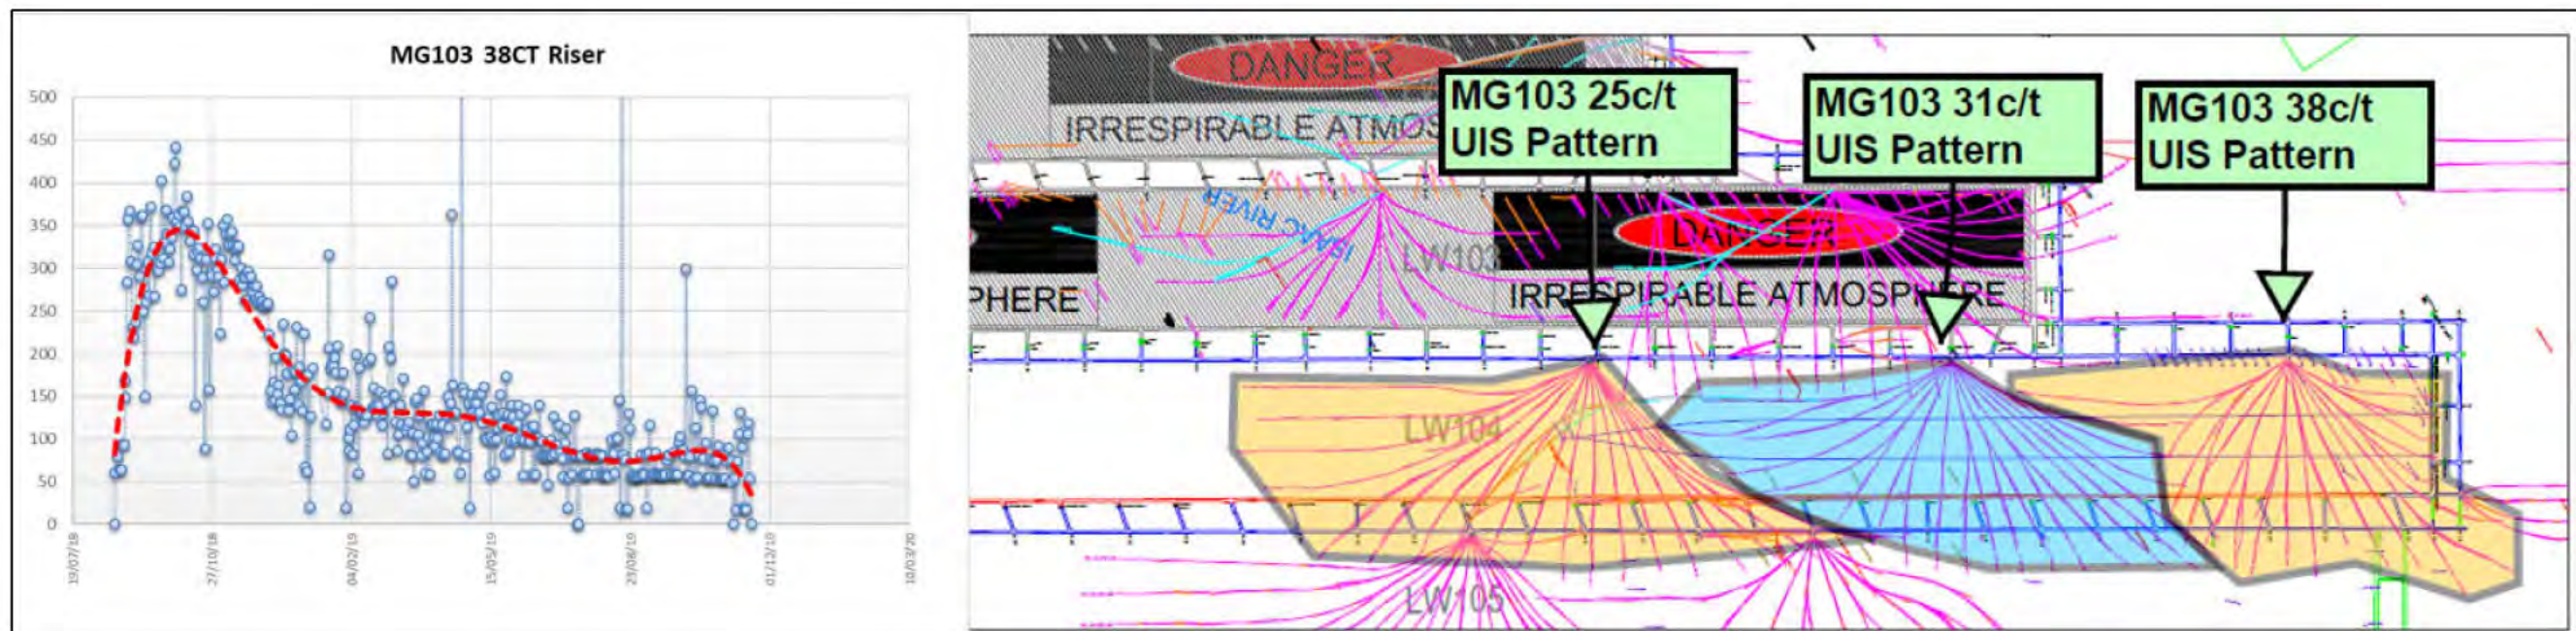 MG103 38CT Riser
500
450
400
350
300
250
200
150
100
50
0
19/07/18
27/10/18
04/02/19
15/05/19
23/08/19
01/12/19
10/03/20
DANGER
IRRESPIRABLE ATMOS
MG103 25c/t
UIS Pattern
MG103 31c/t
UIS Pattern
MG103 38c/t
UIS Pattern
ISAAC RIVER
LW103
DANGER
PHERE
IRRESPIRABLE ATMOSPHERE
LW104
LW105